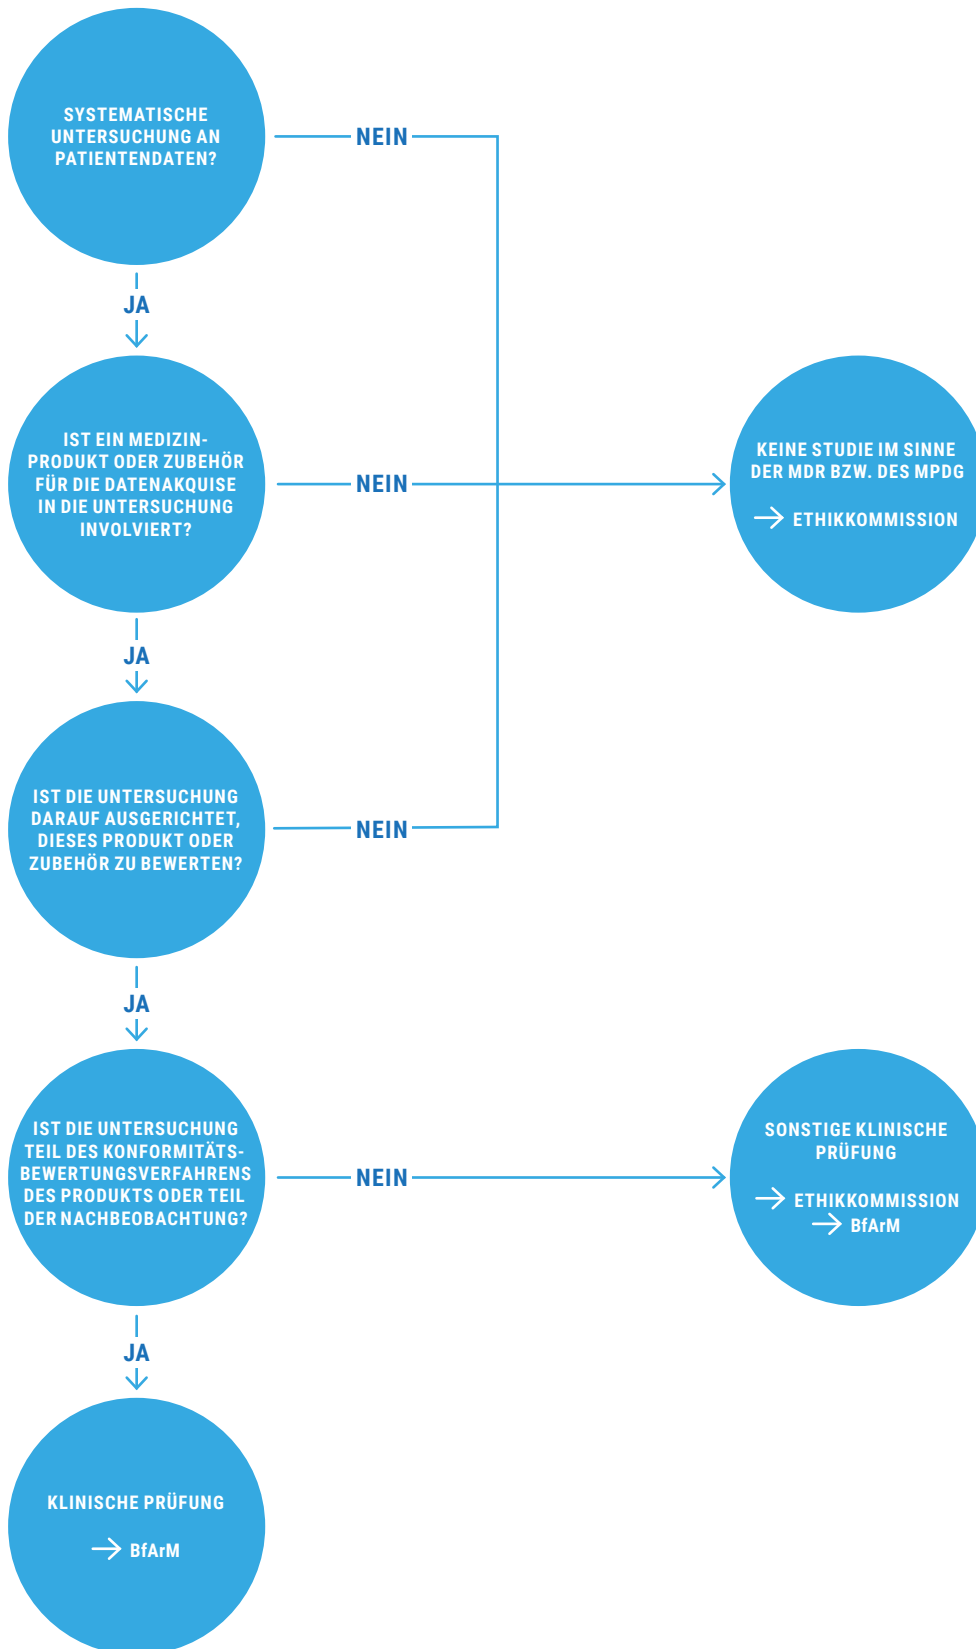 SYSTEMATISCHE
UNTERSUCHUNG AN
PATIENTENDATEN?
NEIN
JA
IST EIN MEDIZIN-
PRODUKT ODER ZUBEHÖR
FÜR DIE DATENAKQUISE
IN DIE UNTERSUCHUNG
INVOLVIERT?
NEIN
KEINE STUDIE IM SINNE
DER MDR BZW. DES MPDG
→ ETHIKKOMMISSION
JA
IST DIE UNTERSUCHUNG
DARAUF AUSGERICHTET,
DIESES PRODUKT ODER
ZUBEHÖR ZU BEWERTEN?
NEIN
JA
IST DIE UNTERSUCHUNG
TEIL DES KONFORMITÄTS-
BEWERTUNGSVERFAHRENS
DES PRODUKTS ODER TEIL
DER NACHBEOBACHTUNG?
NEIN
SONSTIGE KLINISCHE
PRÜFUNG
→ ETHIKKOMMISSION
→ BfArM
JA
KLINISCHE PRÜFUNG
→ BfArM